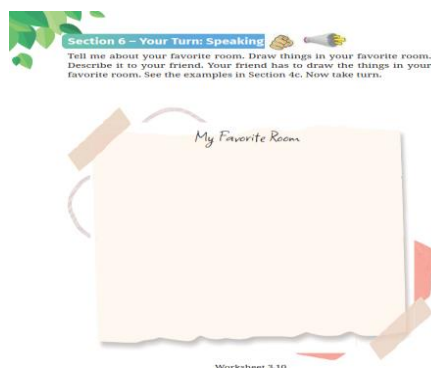 Section 6 – Your Turn: Speaking
Tell me about your favorite room. Draw things in your favorite room.
Describe it to your friend. Your friend has to draw the things in your
favorite room. See the examples in Section 4c. Now take turn.
My Favorite Room
Worksheet 3.10